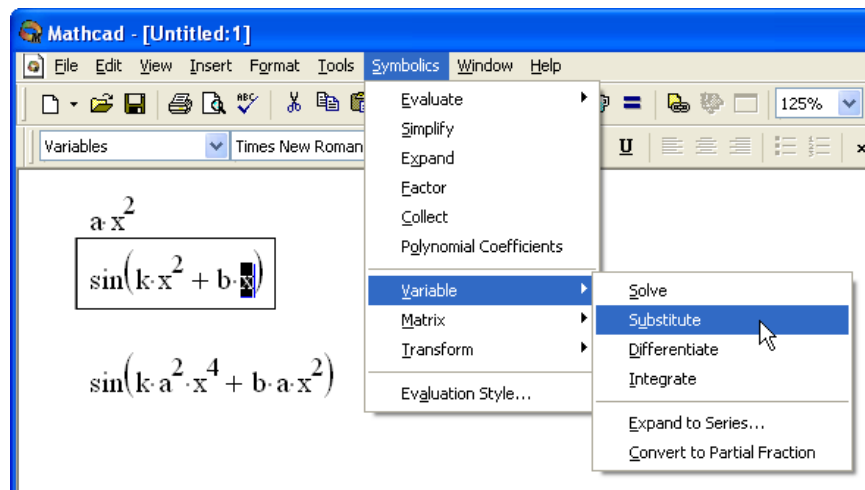 Mathcad - [Untitled:1]
File Edit View Insert Format Tools Symbolics Window Help
ABC 125%
Variables Times New Roman U
Evaluate
Simplify
Expand
Factor
Collect
Polynomial Coefficients
Variable
Matrix
Transform
Evaluation Style...
Solve
Substitute
Differentiate
Integrate
Expand to Series...
Convert to Partial Fraction
a·x²
sin(k·x² + b·x)
sin(k·a²·x⁴ + b·a·x²)